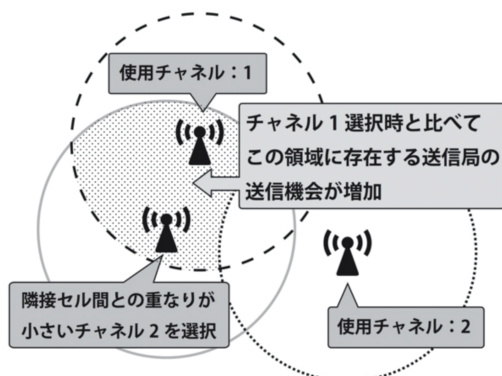 使用チャネル：1
チャネル 1 選択時と比べて
この領域に存在する送信局の
送信機会が増加
隣接セル間との重なりが
小さいチャネル 2 を選択
使用チャネル：2